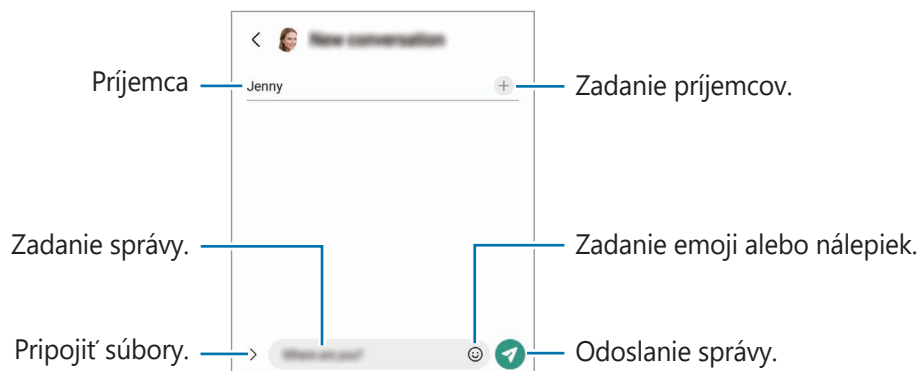 Príjemca
Jenny
Zadanie príjemcov.
Zadanie správy.
Zadanie emoji alebo nálepiek.
Pripojiť súbory.
Odoslanie správy.